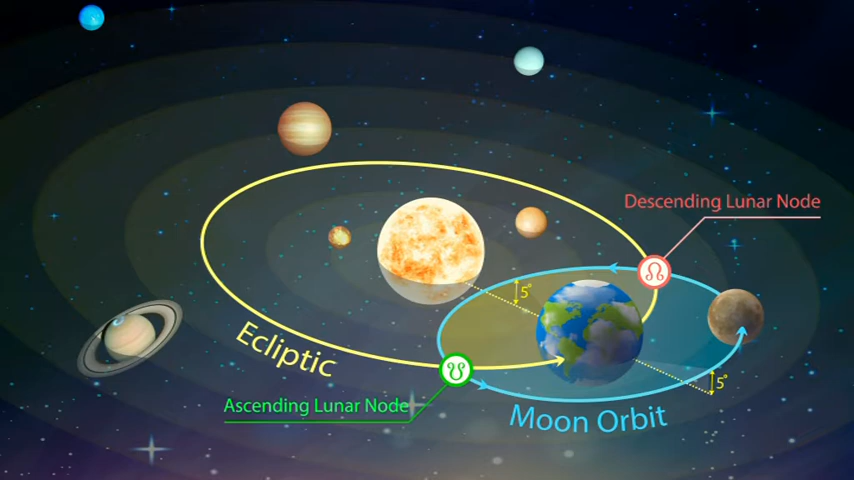 Descending Lunar Node
☊
5°
5°
Ecliptic
☋
Ascending Lunar Node
Moon Orbit